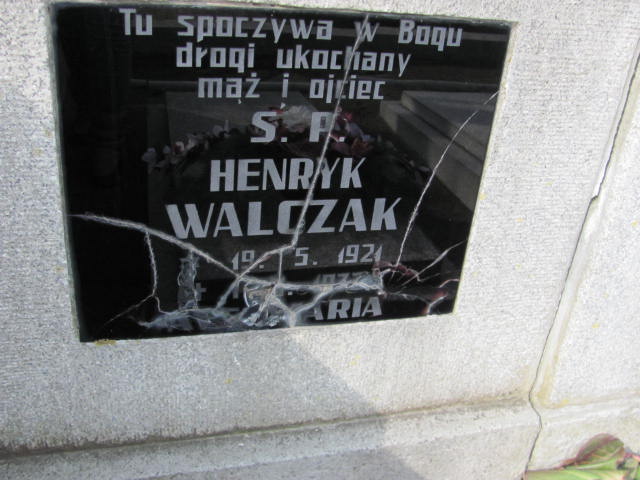 Tu spoczywa w Bogu
drogi ukochany
mąż i ojciec
Ś. P.
HENRYK
WALCZAK
19. 5. 1921